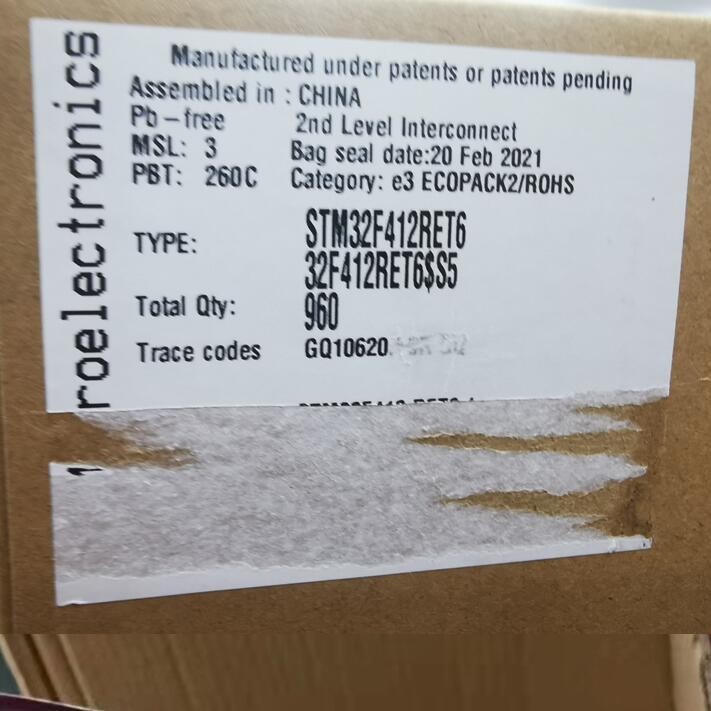 roelectronics
Manufactured under patents or patents pending
Assembled in : CHINA
Pb-free 2nd Level Interconnect
MSL: 3 Bag seal date:20 Feb 2021
PBT: 260C Category: e3 ECOPACK2/ROHS
TYPE: STM32F412RET6
32F412RET6$S5
Total Qty: 960
Trace codes GQ10620